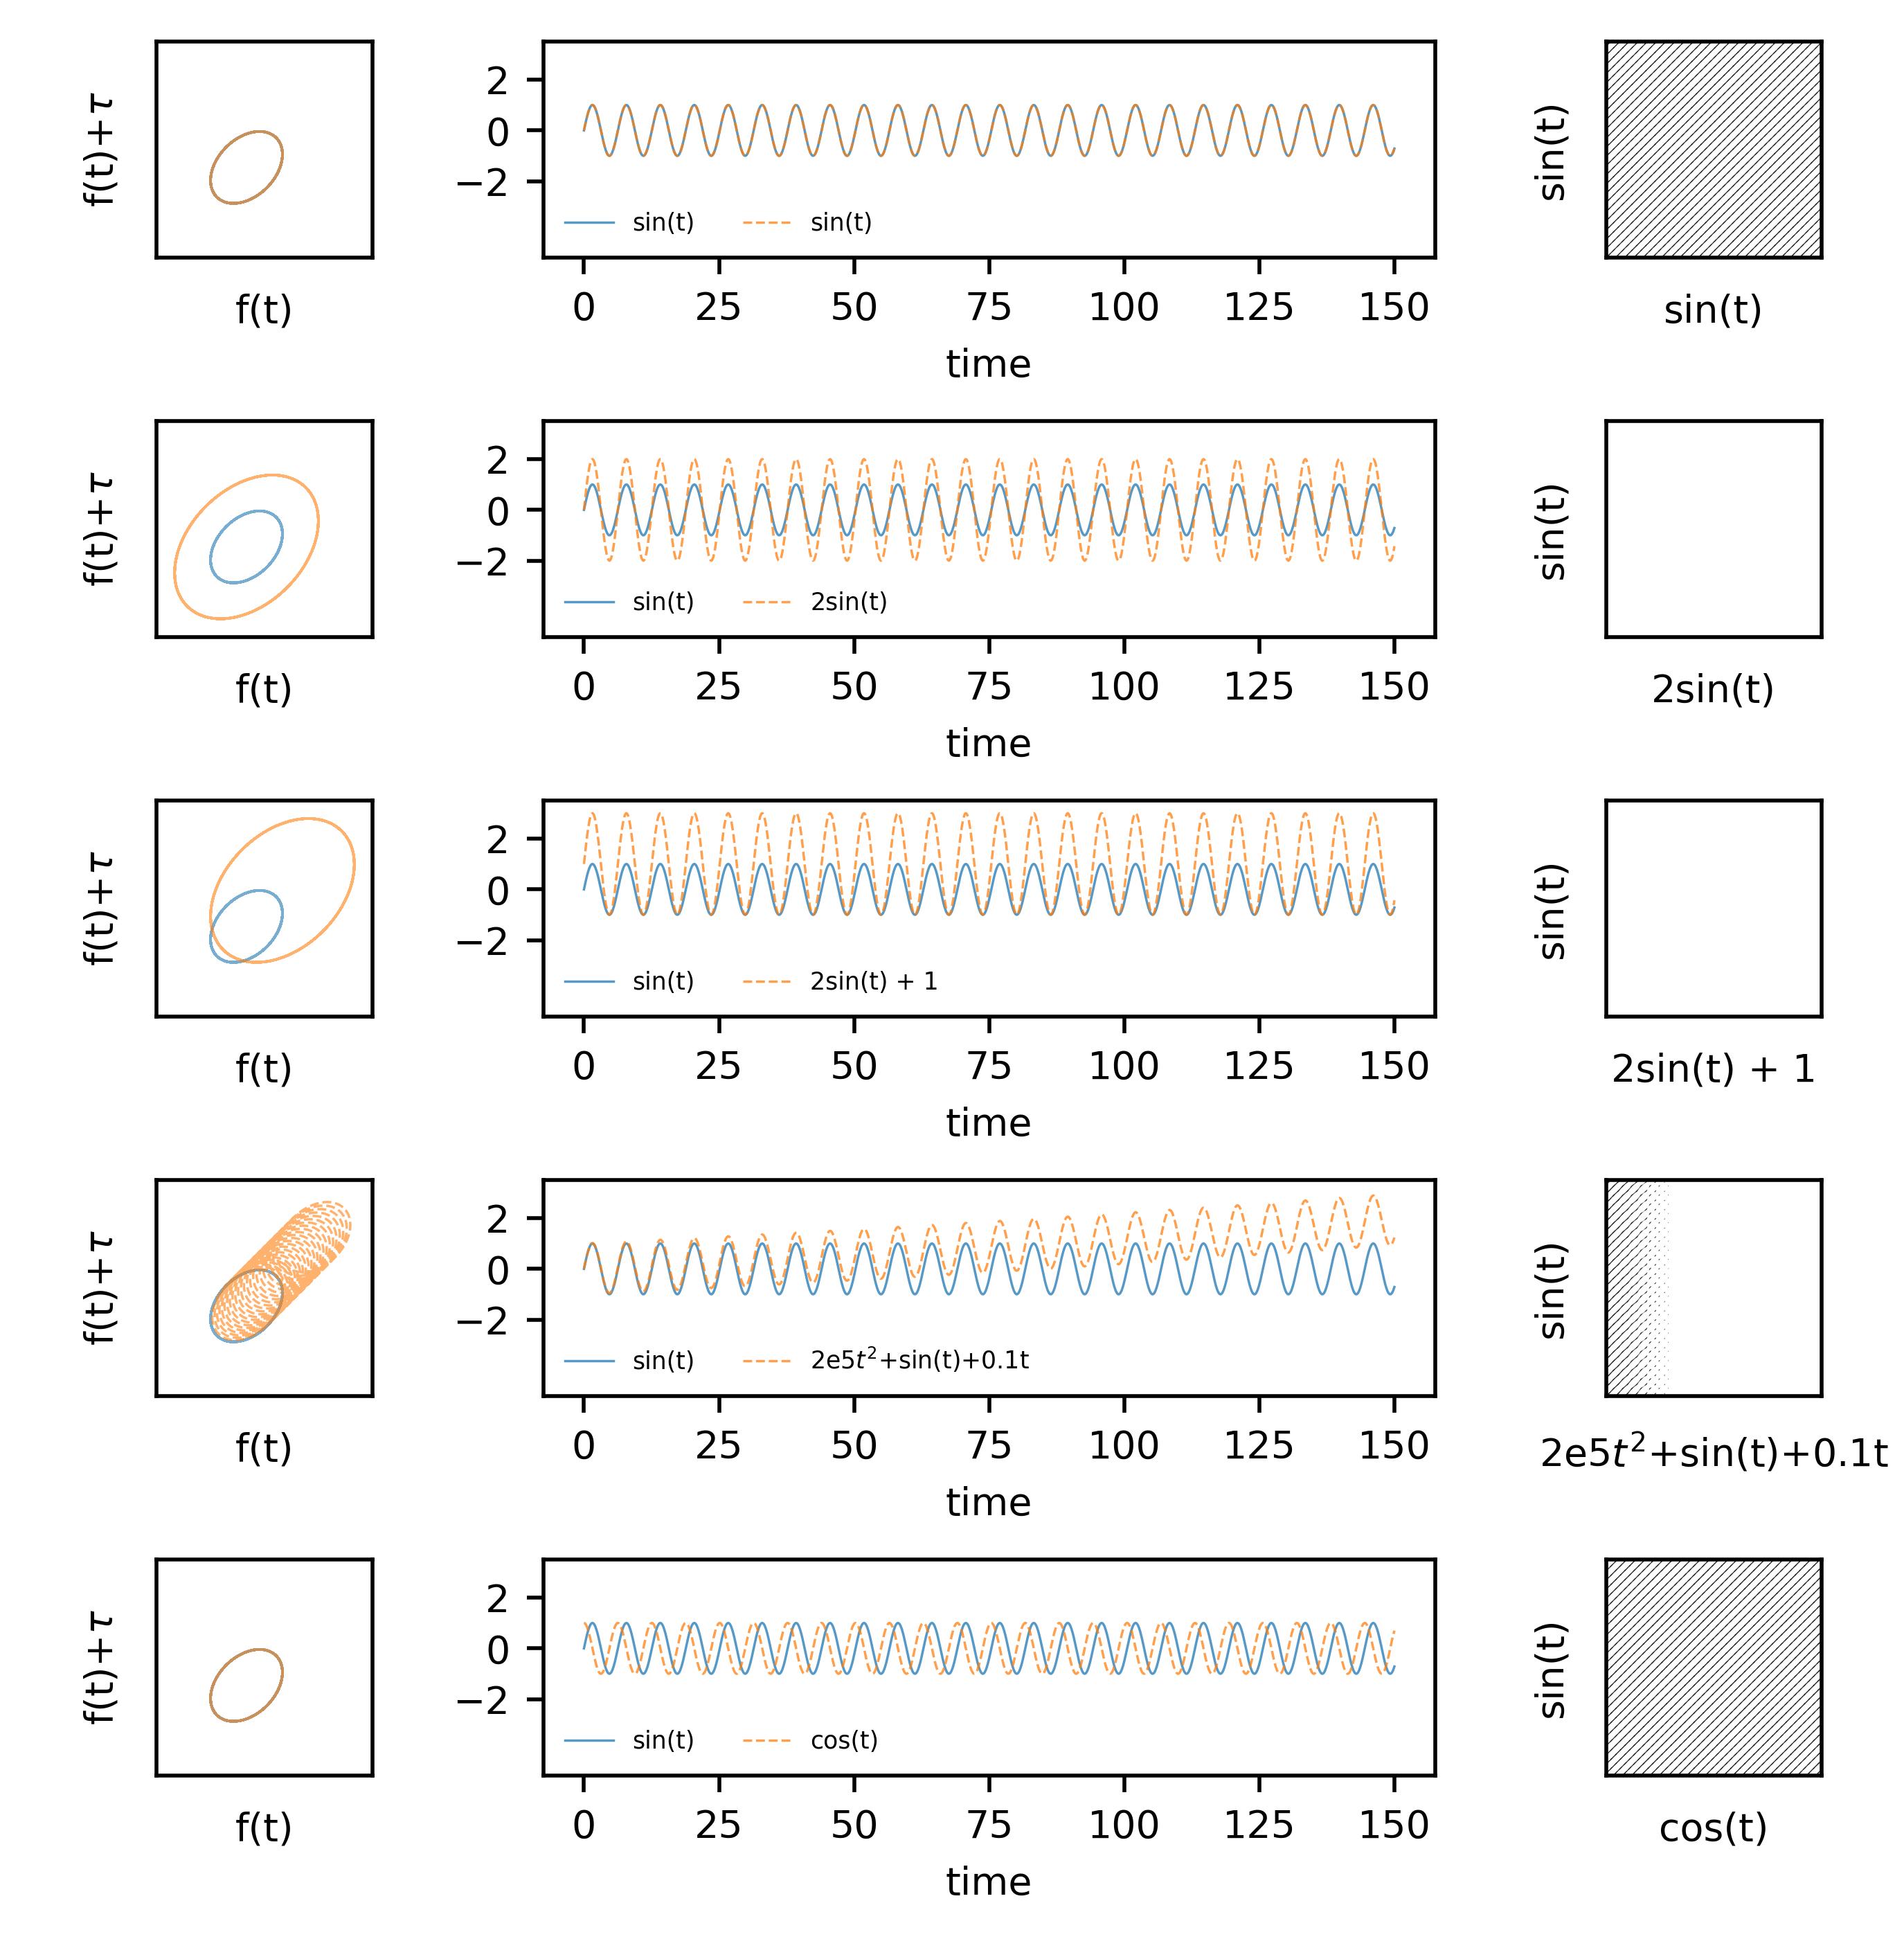 f(t)+τ
f(t)
2
0
−2
sin(t)
sin(t)
0 25 50 75 100 125 150
time
sin(t)
sin(t)
f(t)+τ
f(t)
2
0
−2
sin(t)
2sin(t)
0 25 50 75 100 125 150
time
sin(t)
2sin(t)
f(t)+τ
f(t)
2
0
−2
sin(t)
2sin(t) + 1
0 25 50 75 100 125 150
time
sin(t)
2sin(t) + 1
f(t)+τ
f(t)
2
0
−2
sin(t)
2e5t²+sin(t)+0.1t
0 25 50 75 100 125 150
time
sin(t)
2e5t²+sin(t)+0.1t
f(t)+τ
f(t)
2
0
−2
sin(t)
cos(t)
0 25 50 75 100 125 150
time
sin(t)
cos(t)